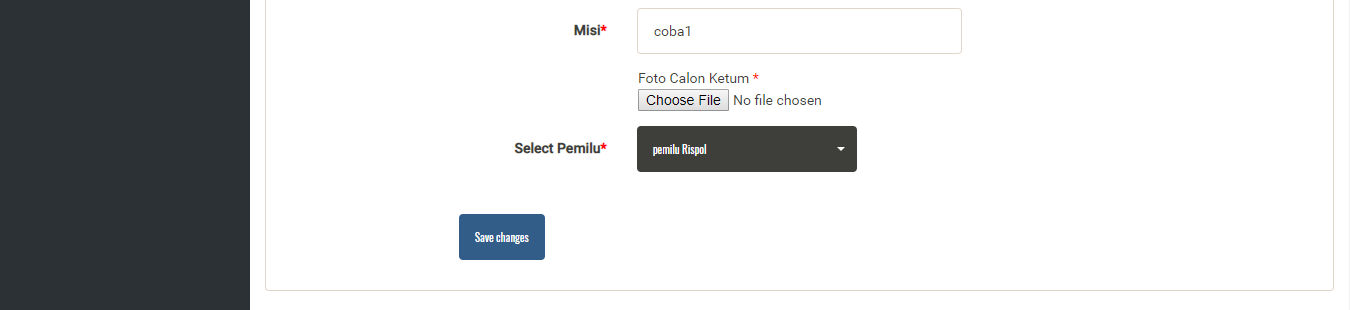 Misi*
coba1
Foto Calon Ketum *
Choose File No file chosen
Select Pemilu*
pemilu Rispol
Save changes